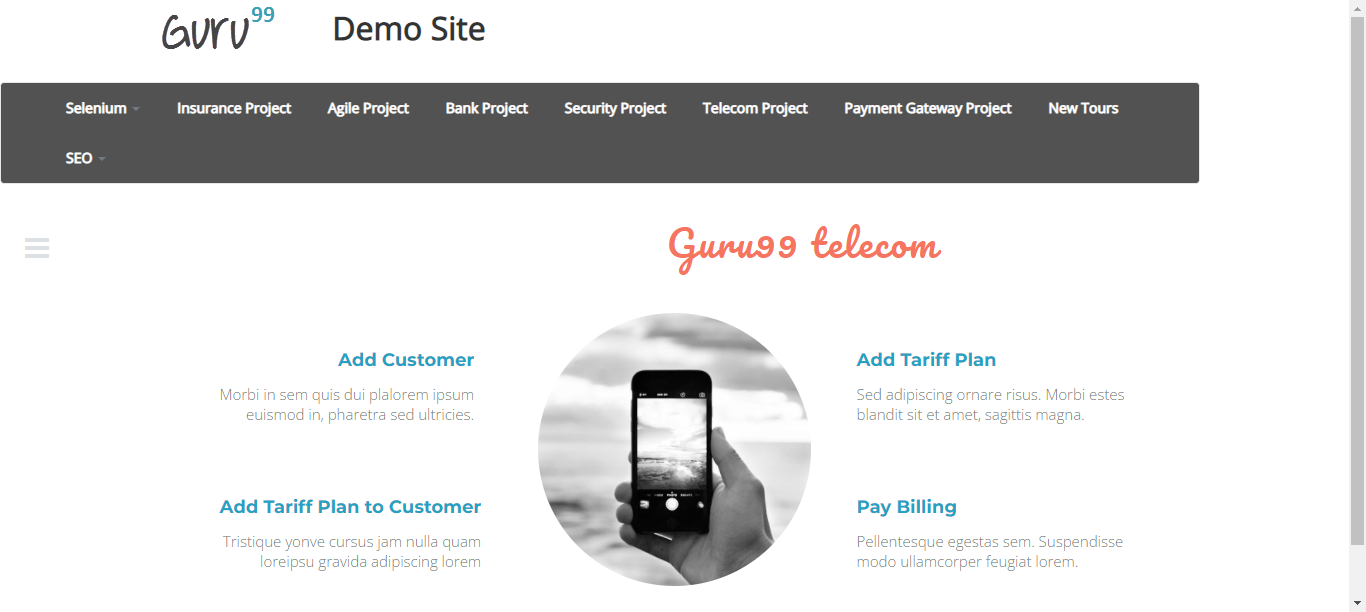 Guru99
Demo Site
Selenium Insurance Project Agile Project Bank Project Security Project Telecom Project Payment Gateway Project New Tours
SEO
Guru99 telecom
Add Customer
Morbi in sem quis dui plalorem ipsum
euismod in, pharetra sed ultricies.
Add Tariff Plan
Sed adipiscing ornare risus. Morbi estes
blandit sit et amet, sagittis magna.
Add Tariff Plan to Customer
Tristique yonve cursus jam nulla quam
loreipsu gravida adipiscing lorem
Pay Billing
Pellentesque egestas sem. Suspendisse
modo ullamcorper feugiat lorem.